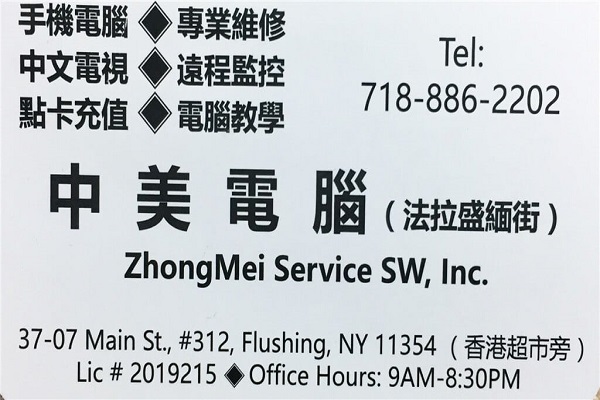 手機電腦◆專業維修
中文電視◆遠程監控
點卡充值◆電腦教學
Tel:
718-886-2202
中美電腦（法拉盛緬街）
ZhongMei Service SW, Inc.
37-07 Main St., #312, Flushing, NY 11354（香港超市旁）
Lic # 2019215 ◆ Office Hours: 9AM-8:30PM